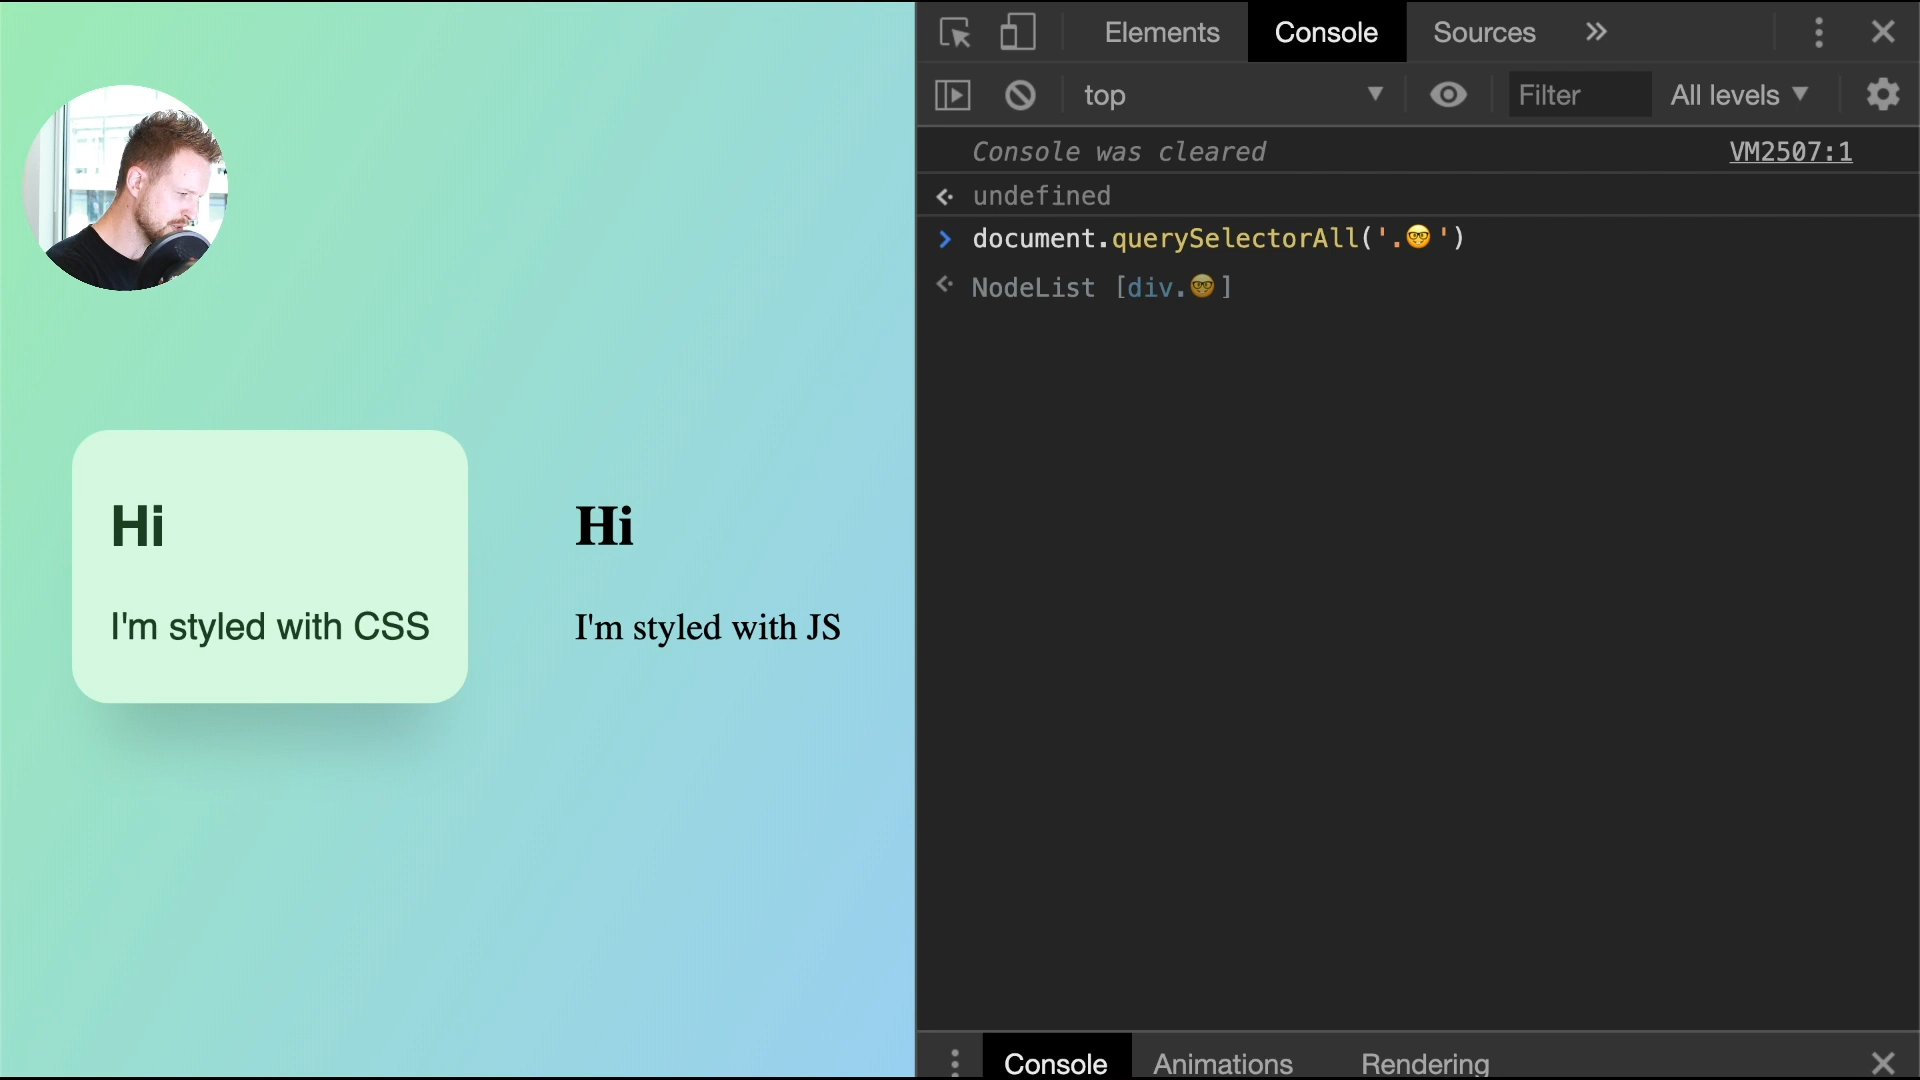 Hi
I'm styled with CSS
Hi
I'm styled with JS
Elements Console Sources
top Filter All levels
Console was cleared VM2507:1
undefined
document.querySelectorAll('.🤓')
NodeList [div.🤓]
Console Animations Rendering